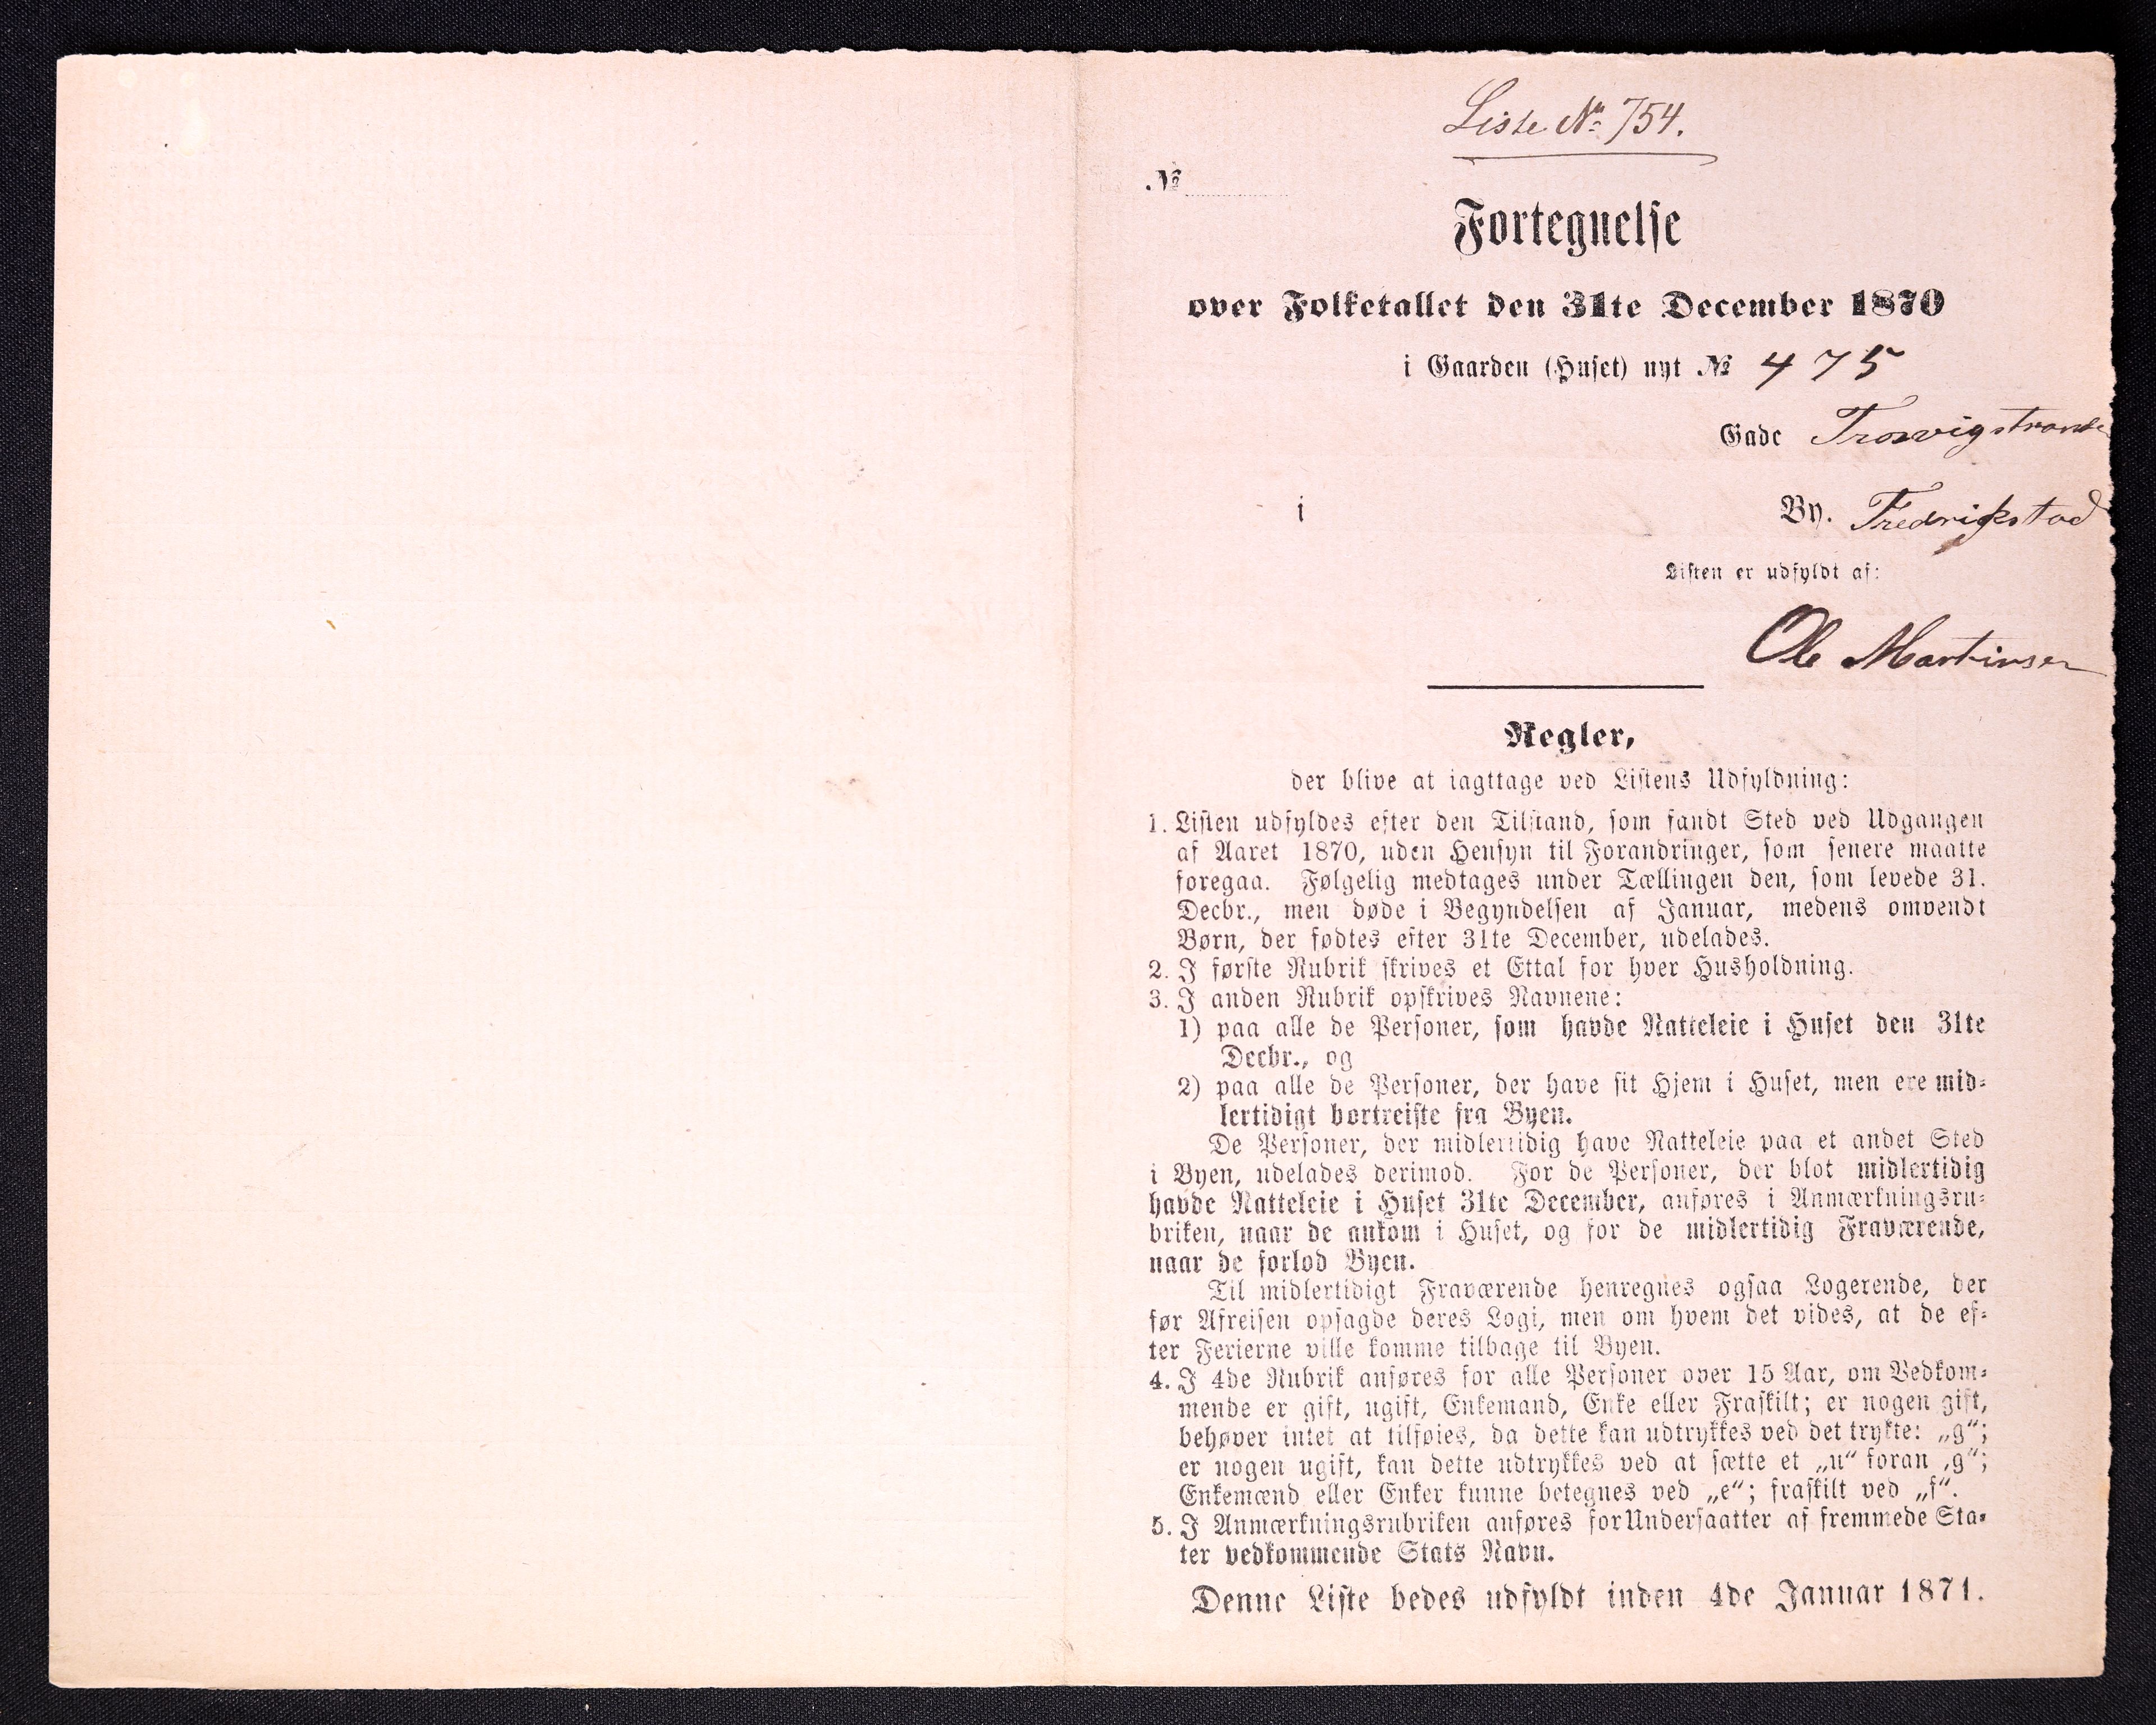 Liste № 754.
№
Fortegnelse
over Folketallet den 31te December 1870
i Gaarden (Huset) nyt № 475
Gade
i By. Fredrikstad
Listen er udfyldt af:
Ole Martinsen
Regler,
der blive at iagttage ved Listens Udfyldning:
1. Listen udfyldes efter den Tilstand, som fandt Sted ved Udgangen
af Aaret 1870, uden Hensyn til Forandringer, som senere maatte
foregaa. Følgelig medtages under Tællingen den, som levede 31.
Decbr., men døde i Begyndelsen af Januar, medens omvendt
Børn, der fødtes efter 31te December, udelades.
2. I første Rubrik skrives et Ettal for hver Husholdning.
3. I anden Rubrik opskrives Navnene:
1) paa alle de Personer, som havde Natteleie i Huset den 31te
Decbr., og
2) paa alle de Personer, der have sit Hjem i Huset, men ere mid-
lertidigt bortreiste fra Byen.
De Personer, der midlertidig have Natteleie paa et andet Sted
i Byen, udelades derimod. For de Personer, der blot midlertidig
havde Natteleie i Huset 31te December, anføres i Anmærkningsru-
briken, naar de ankom i Huset, og for de midlertidig Fraværende,
naar de forlod Byen.
Til midlertidigt Fraværende henregnes ogsaa Logerende, der
før Afreisen opsagde deres Logi, men om hvem det vides, at de ef-
ter Ferierne ville komme tilbage til Byen.
4. I 4de Rubrik anføres for alle Personer over 15 Aar, om Vedkom-
mende er gift, ugift, Enkemand, Enke eller Fraskilt; er nogen gift,
behøver intet at tilføies, da dette kan udtrykkes ved det trykte: „g“;
er nogen ugift, kan dette udtrykkes ved at sætte et „u“ foran ‚g“;
Enkemænd eller Enker kunne betegnes ved „e“; fraskilt ved „f“.
5. I Anmærkningsrubriken anføres for Undersaatter af fremmede Sta-
ter vedkommende Stats Navn.
Denne Liste bedes udfyldt inden 4de Januar 1871.